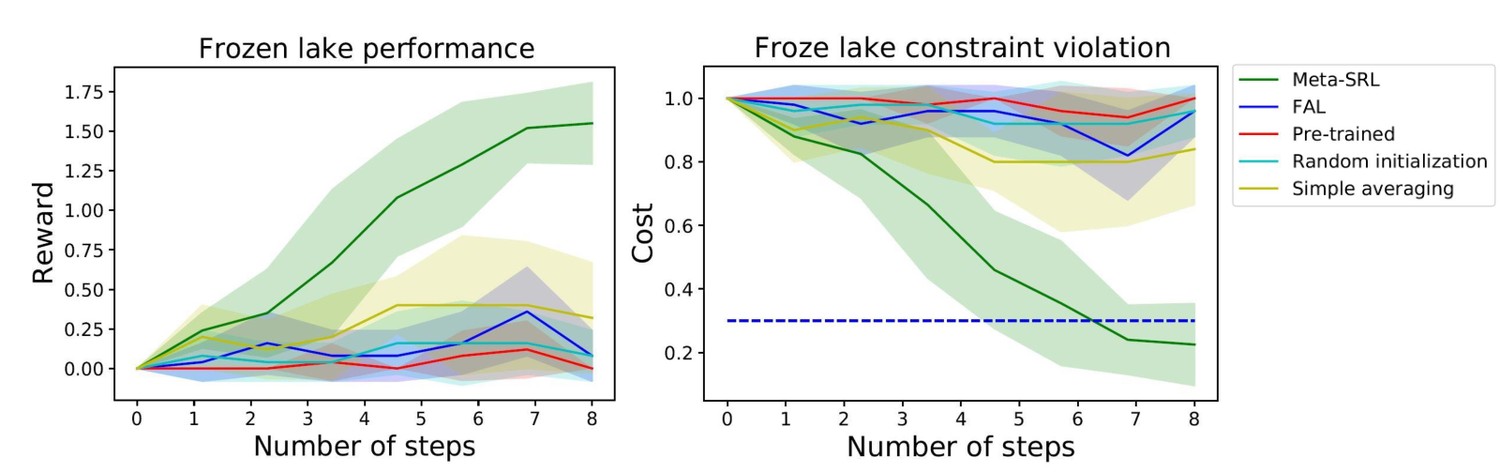 Frozen lake performance
Reward
1.75
1.50
1.25
1.00
0.75
0.50
0.25
0.00
0 1 2 3 4 5 6 7 8
Number of steps
Froze lake constraint violation
Cost
1.0
0.8
0.6
0.4
0.2
0 1 2 3 4 5 6 7 8
Number of steps
Meta-SRL
FAL
Pre-trained
Random initialization
Simple averaging